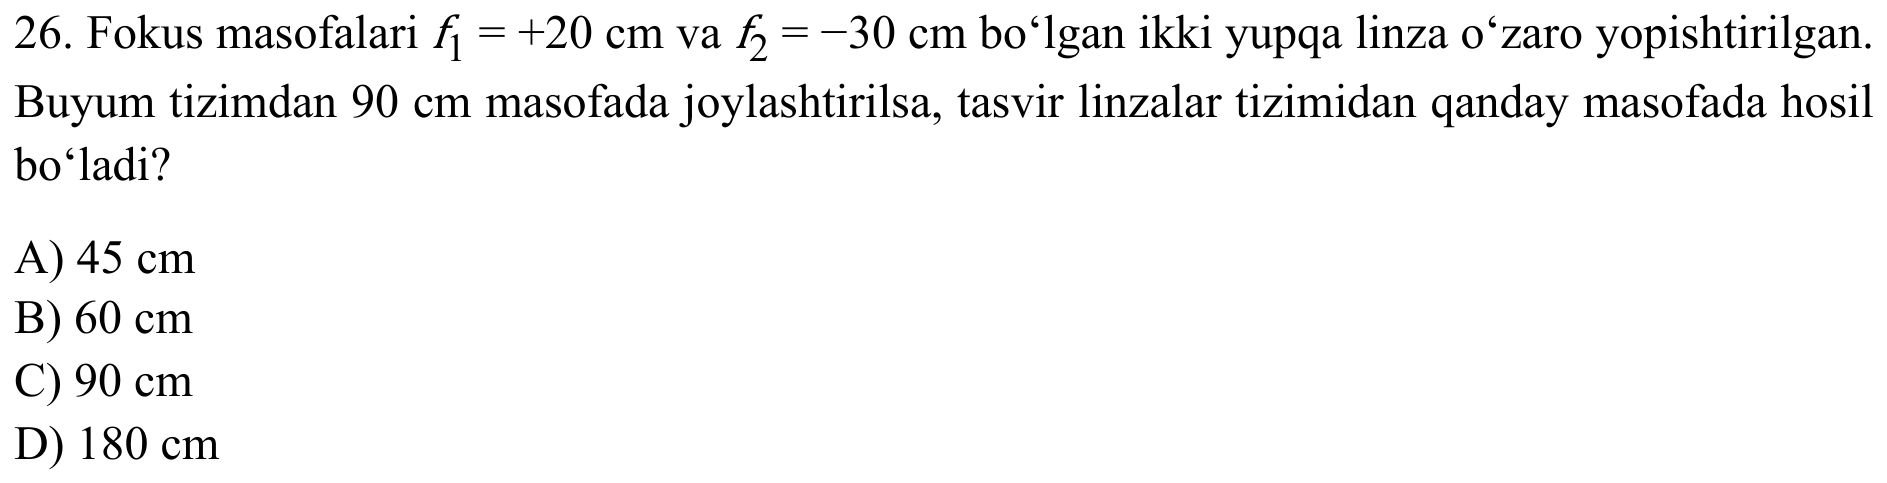 26. Fokus masofalari f₁ = +20 cm va f₂ = −30 cm bo‘lgan ikki yupqa linza o‘zaro yopishtirilgan.
Buyum tizimdan 90 cm masofada joylashtirilsa, tasvir linzalar tizimidan qanday masofada hosil
bo‘ladi?
A) 45 cm
B) 60 cm
C) 90 cm
D) 180 cm